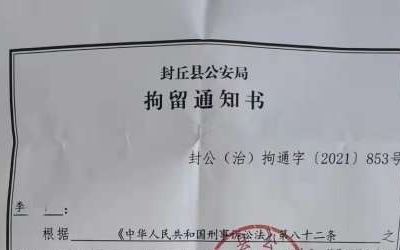 封丘县公安局
拘留通知书
封公（治）拘通字〔2021〕853号
李　：
根据《中华人民共和国刑事诉讼法》第八十二条之
公